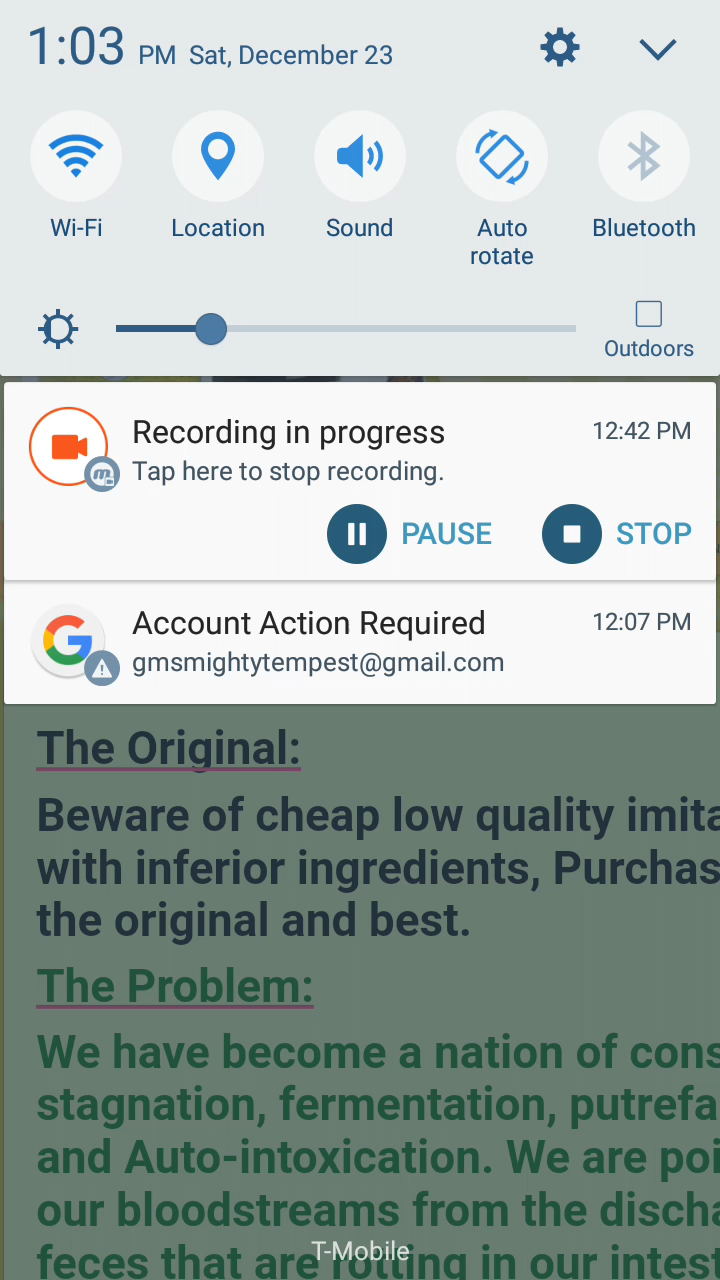 1:03 PM Sat, December 23
Wi-Fi Location Sound Auto rotate Bluetooth
Outdoors
Recording in progress 12:42 PM
Tap here to stop recording.
PAUSE STOP
Account Action Required 12:07 PM
gmsmightytempest@gmail.com
The Original:
Beware of cheap low quality imita
with inferior ingredients, Purchas
the original and best.
The Problem:
We have become a nation of cons
stagnation, fermentation, putrefa
and Auto-intoxication. We are poi
our bloodstreams from the discha
T-Mobile
feces that are rotting in our intest